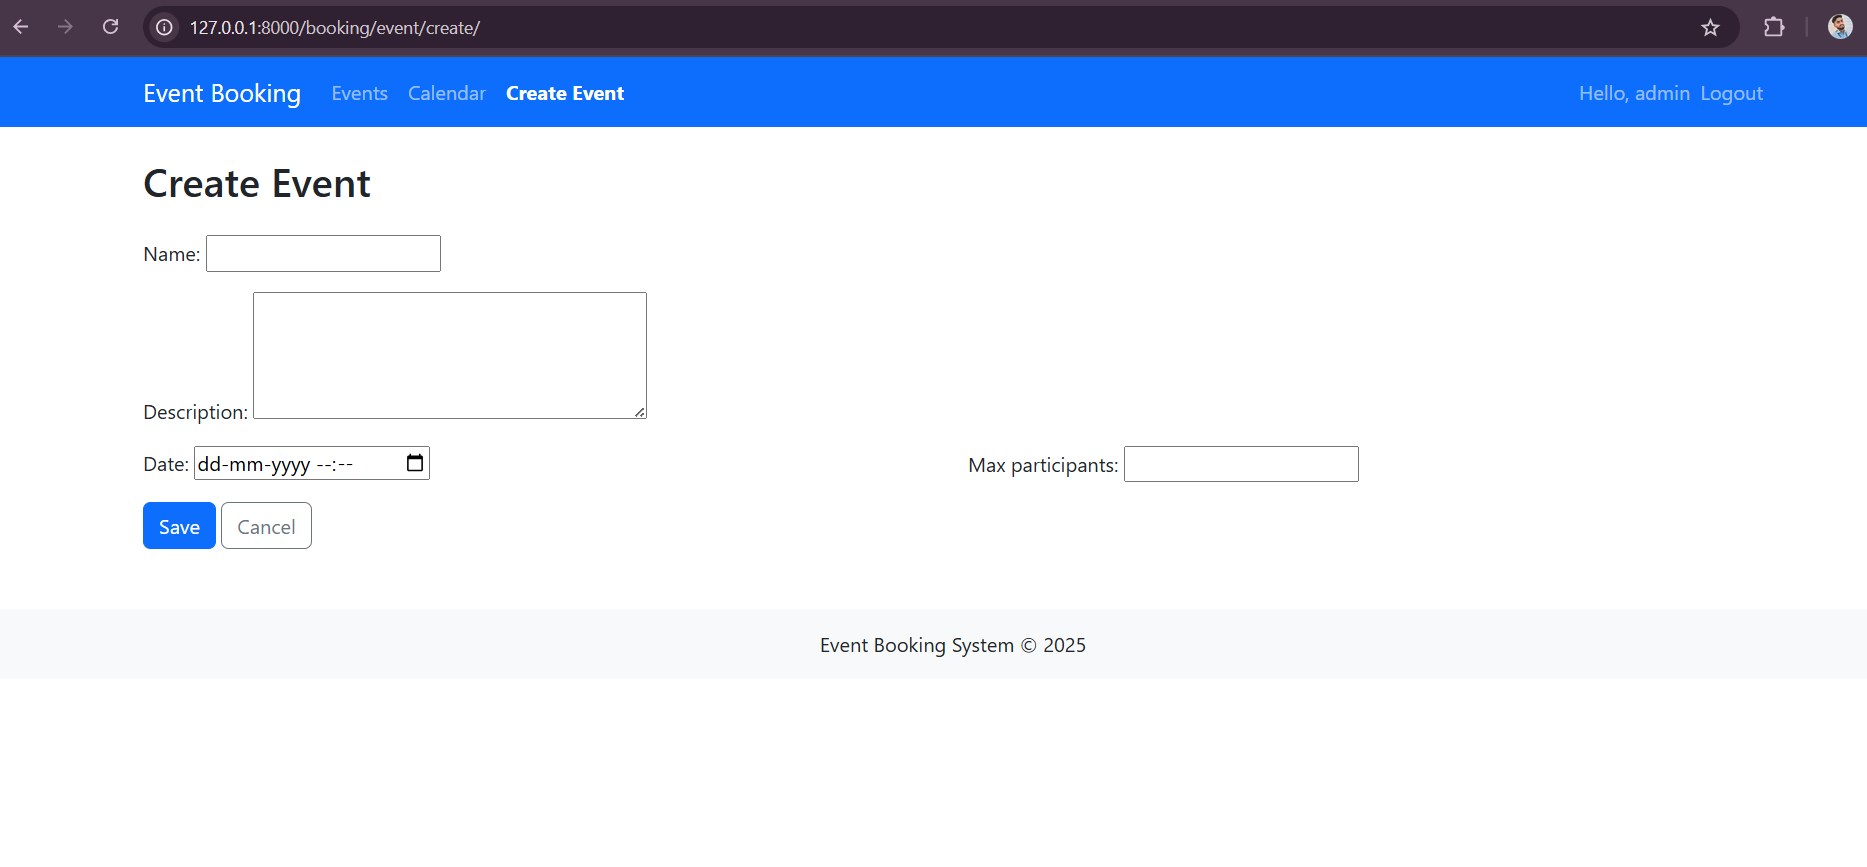 127.0.0.1:8000/booking/event/create/
Event Booking Events Calendar Create Event Hello, admin Logout
Create Event
Name:
Description:
Date: dd-mm-yyyy --:-- Max participants:
Save Cancel
Event Booking System © 2025